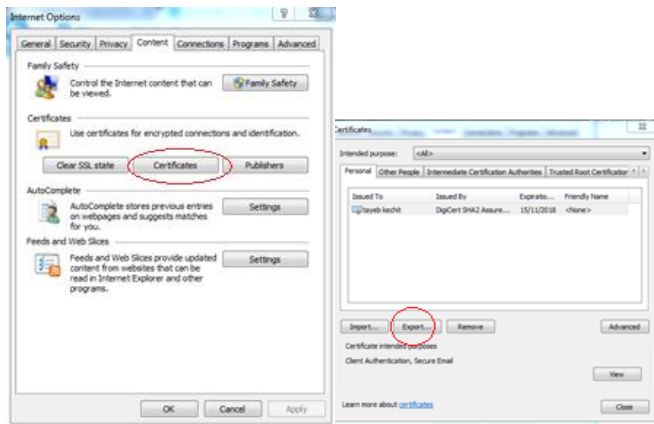 Internet Options
General Security Privacy Content Connections Programs Advanced
Family Safety
Control the Internet content that can
be viewed.
Family Safety
Certificates
Use certificates for encrypted connections and identification.
Clear SSL state Certificates Publishers
AutoComplete
AutoComplete stores previous entries
on webpages and suggests matches
for you.
Settings
Feeds and Web Slices
Feeds and Web Slices provide updated
content from websites that can be
read in Internet Explorer and other
programs.
Settings
OK Cancel Apply
Certificates
Intended purpose: <All>
Personal Other People Intermediate Certification Authorities Trusted Root Certification
Issued To Issued By Expiratio... Friendly Name
tayeb kechit DigiCert SHA2 Assure... 15/11/2018 <None>
Import... Export... Remove Advanced
Certificate intended purposes
Client Authentication, Secure Email
View
Learn more about certificates
Close